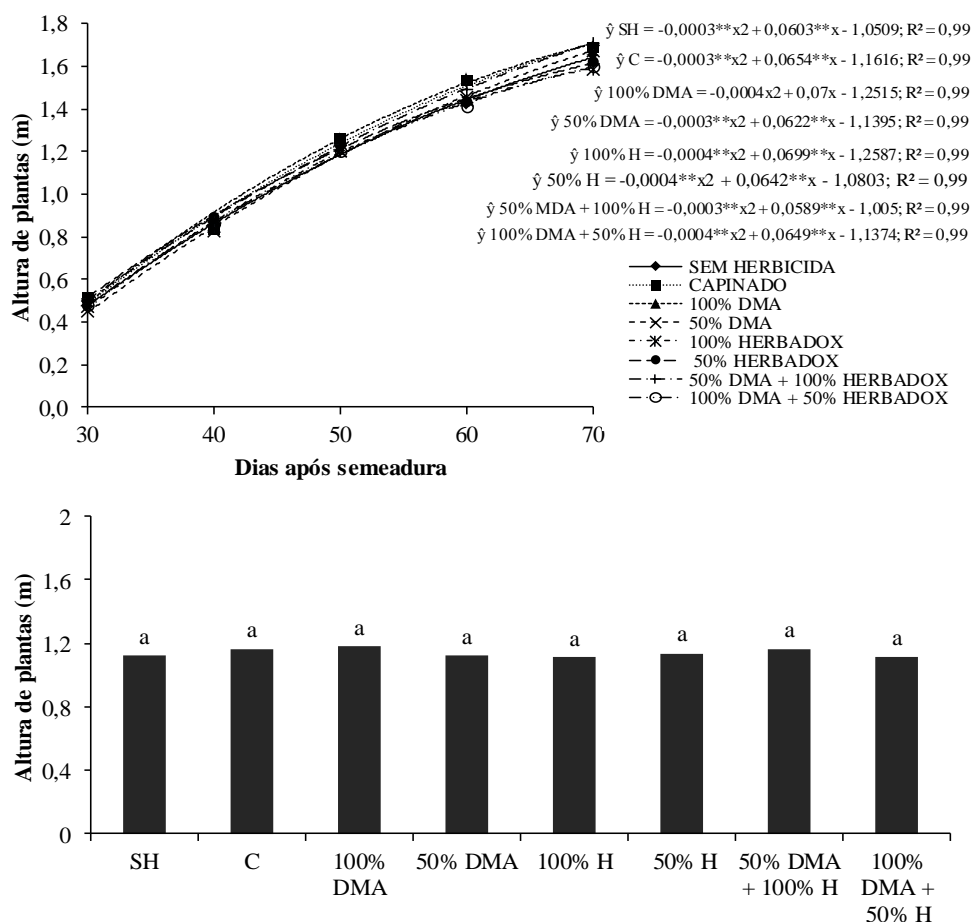 Altura de plantas (m)
1,8
1,6
1,4
1,2
1,0
0,8
0,6
0,4
0,2
0,0
30
40
50
60
70
Dias após semeadura
ŷ SH = -0,0003**x2 + 0,0603**x - 1,0509; R² = 0,99
ŷ C = -0,0003**x2 + 0,0654**x - 1,1616; R² = 0,99
ŷ 100% DMA = -0,0004x2 + 0,07x - 1,2515; R² = 0,99
ŷ 50% DMA = -0,0003**x2 + 0,0622**x - 1,1395; R² = 0,99
ŷ 100% H = -0,0004**x2 + 0,0699**x - 1,2587; R² = 0,99
ŷ 50% H = -0,0004**x2 + 0,0642**x - 1,0803; R² = 0,99
ŷ 50% MDA + 100% H = -0,0003**x2 + 0,0589**x - 1,005; R² = 0,99
ŷ 100% DMA + 50% H = -0,0004**x2 + 0,0649**x - 1,1374; R² = 0,99
SEM HERBICIDA
CAPINADO
100% DMA
50% DMA
100% HERBADOX
50% HERBADOX
50% DMA + 100% HERBADOX
100% DMA + 50% HERBADOX
Altura de plantas (m)
2
1,6
1,2
0,8
0,4
0
a
a
a
a
a
a
a
a
SH
C
100%
DMA
50% DMA
100% H
50% H
50% DMA
+ 100% H
100%
DMA +
50% H